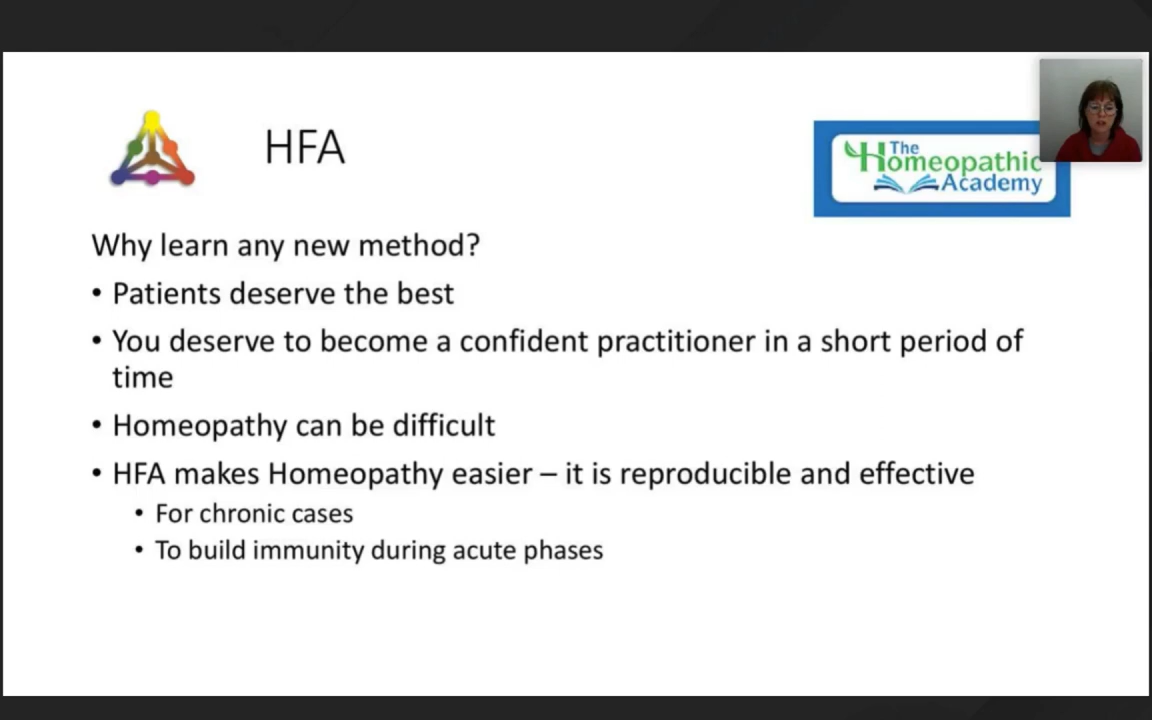 HFA
The
Homeopathic
Academy
Why learn any new method?
• Patients deserve the best
• You deserve to become a confident practitioner in a short period of
time
• Homeopathy can be difficult
• HFA makes Homeopathy easier – it is reproducible and effective
• For chronic cases
• To build immunity during acute phases